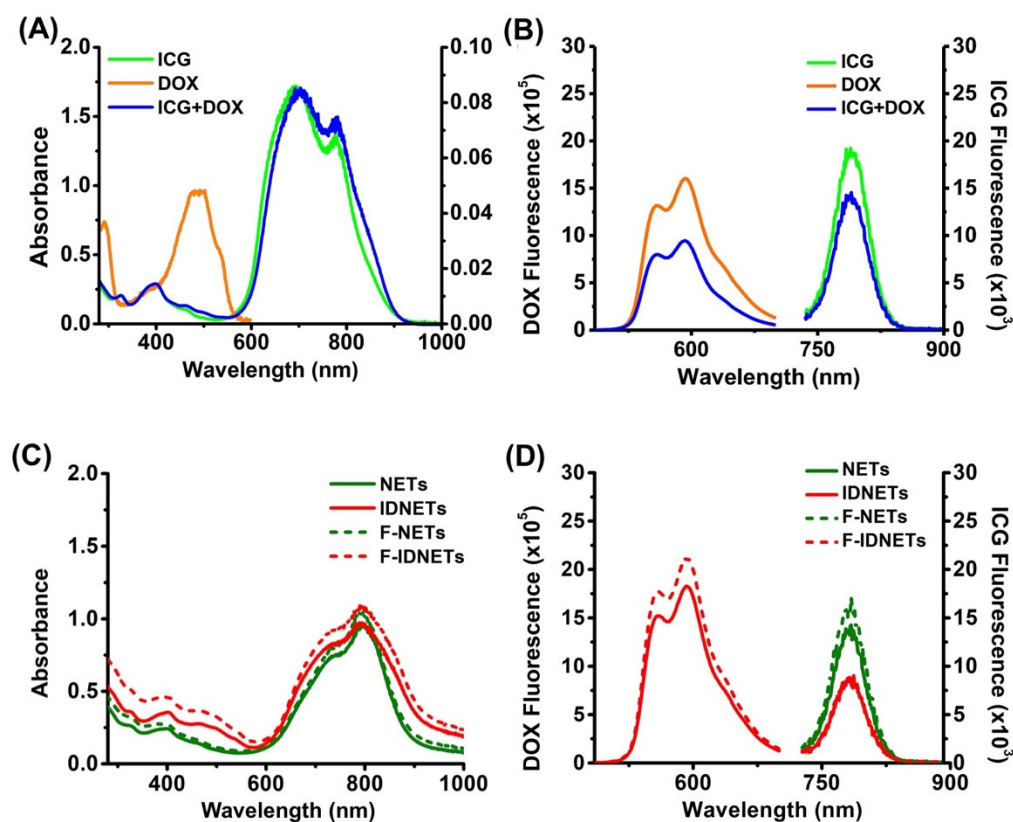 (A)
2.0
1.5
1.0
0.5
0.0
Absorbance
ICG
DOX
ICG+DOX
0.10
0.08
0.06
0.04
0.02
0.00
400 600 800 1000
Wavelength (nm)
(B)
30
25
20
15
10
5
0
DOX Fluorescence (x10⁵)
ICG
DOX
ICG+DOX
30
25
20
15
10
5
0
ICG Fluorescence (x10³)
600 750 900
Wavelength (nm)
(C)
2.0
1.5
1.0
0.5
0.0
Absorbance
NETs
IDNETs
F-NETs
F-IDNETs
400 600 800 1000
Wavelength (nm)
(D)
30
25
20
15
10
5
0
DOX Fluorescence (x10⁵)
NETs
IDNETs
F-NETs
F-IDNETs
30
25
20
15
10
5
0
ICG Fluorescence (x10³)
600 750 900
Wavelength (nm)